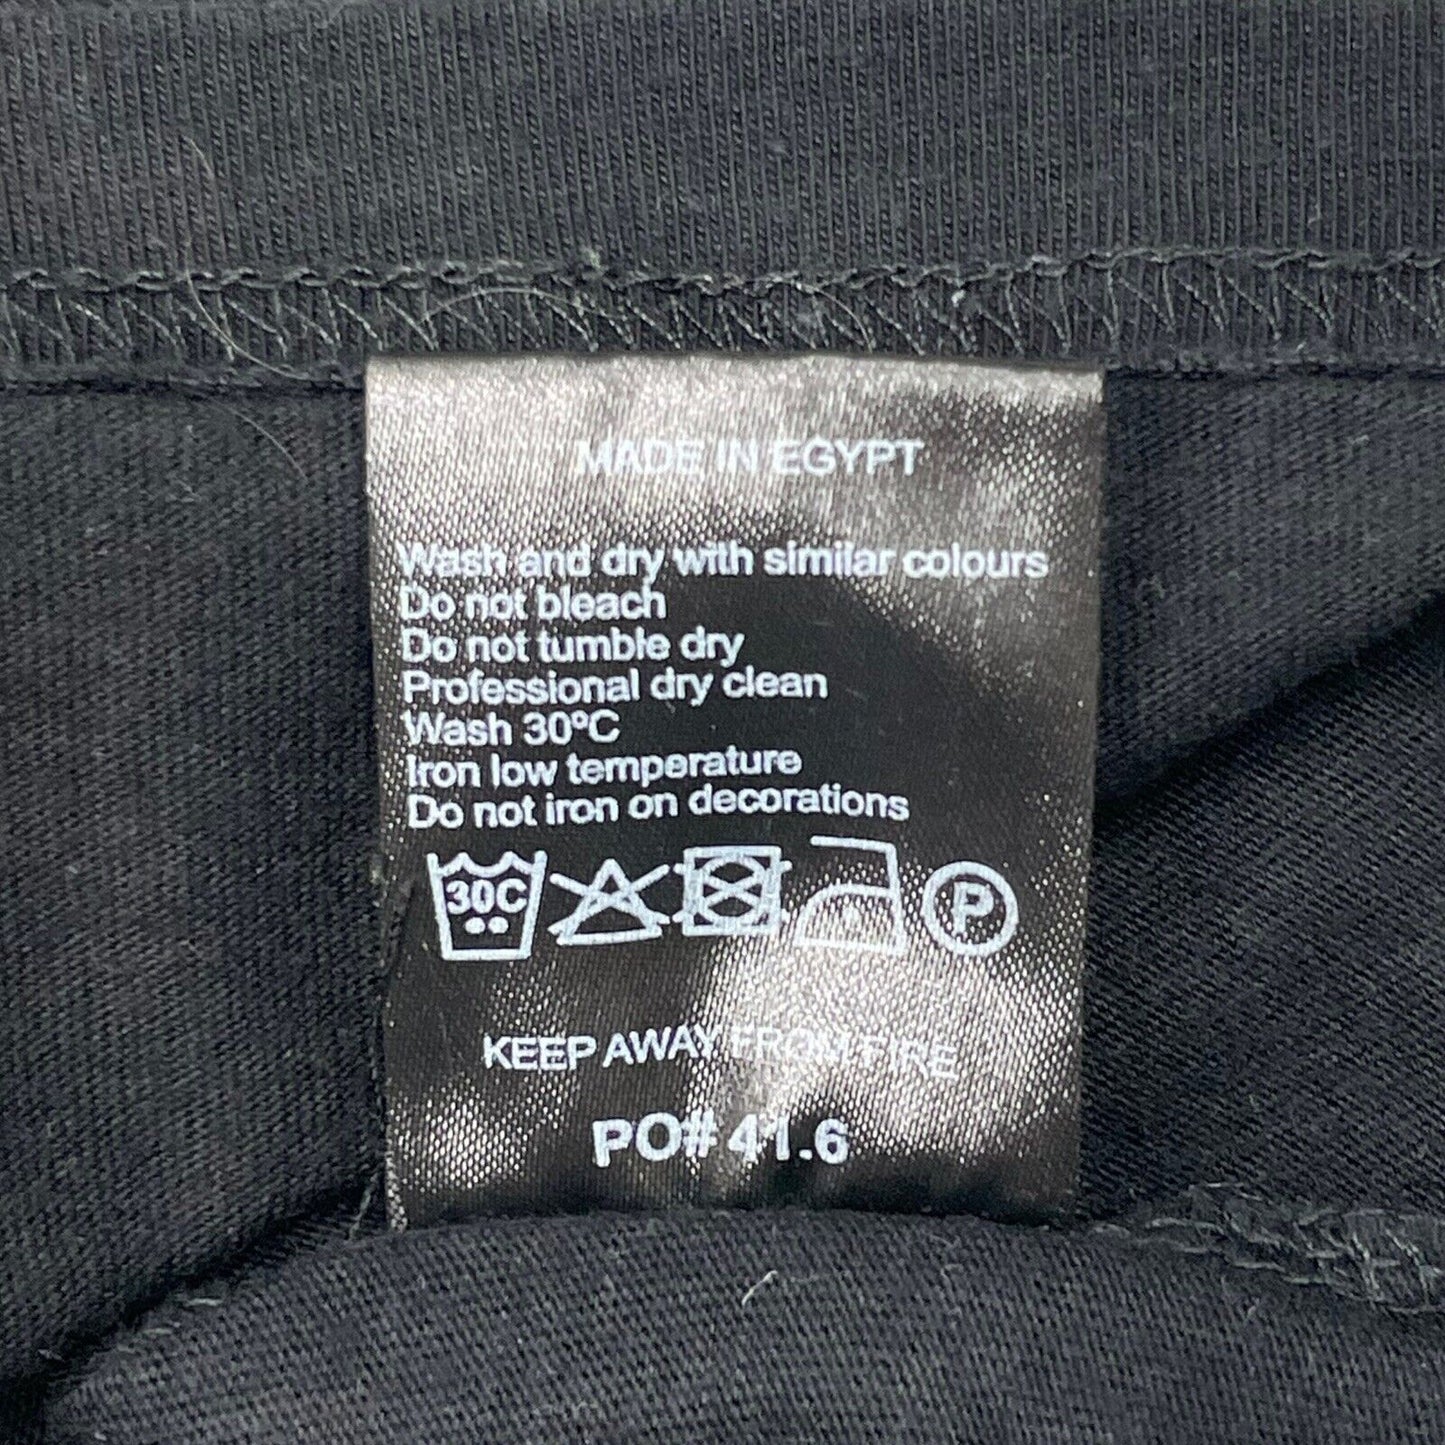 MADE IN EGYPT
Wash and dry with similar colours
Do not bleach
Do not tumble dry
Professional dry clean
Wash 30ºC
Iron low temperature
Do not iron on decorations
30C P
KEEP AWAY FROM FIRE
PO# 41.6